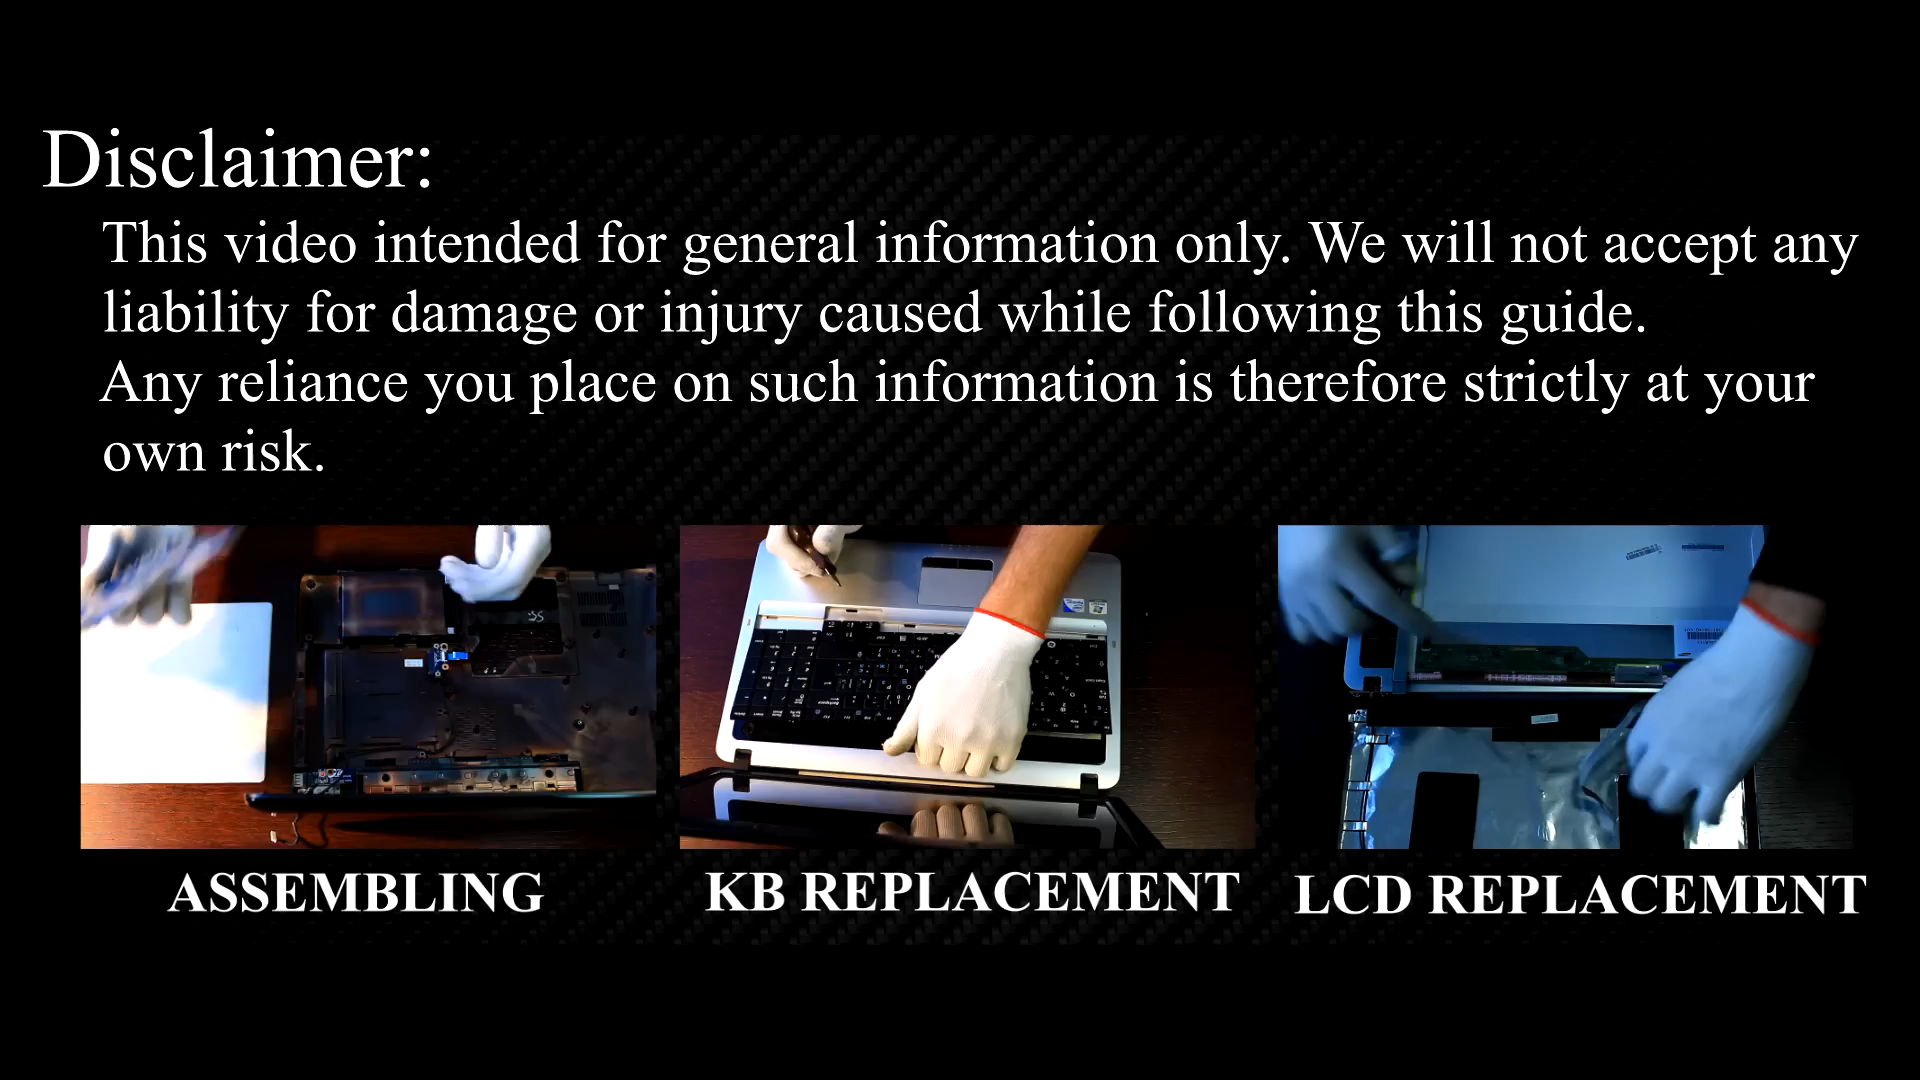 Disclaimer:
This video intended for general information only. We will not accept any
liability for damage or injury caused while following this guide.
Any reliance you place on such information is therefore strictly at your
own risk.
ASSEMBLING
KB REPLACEMENT
LCD REPLACEMENT